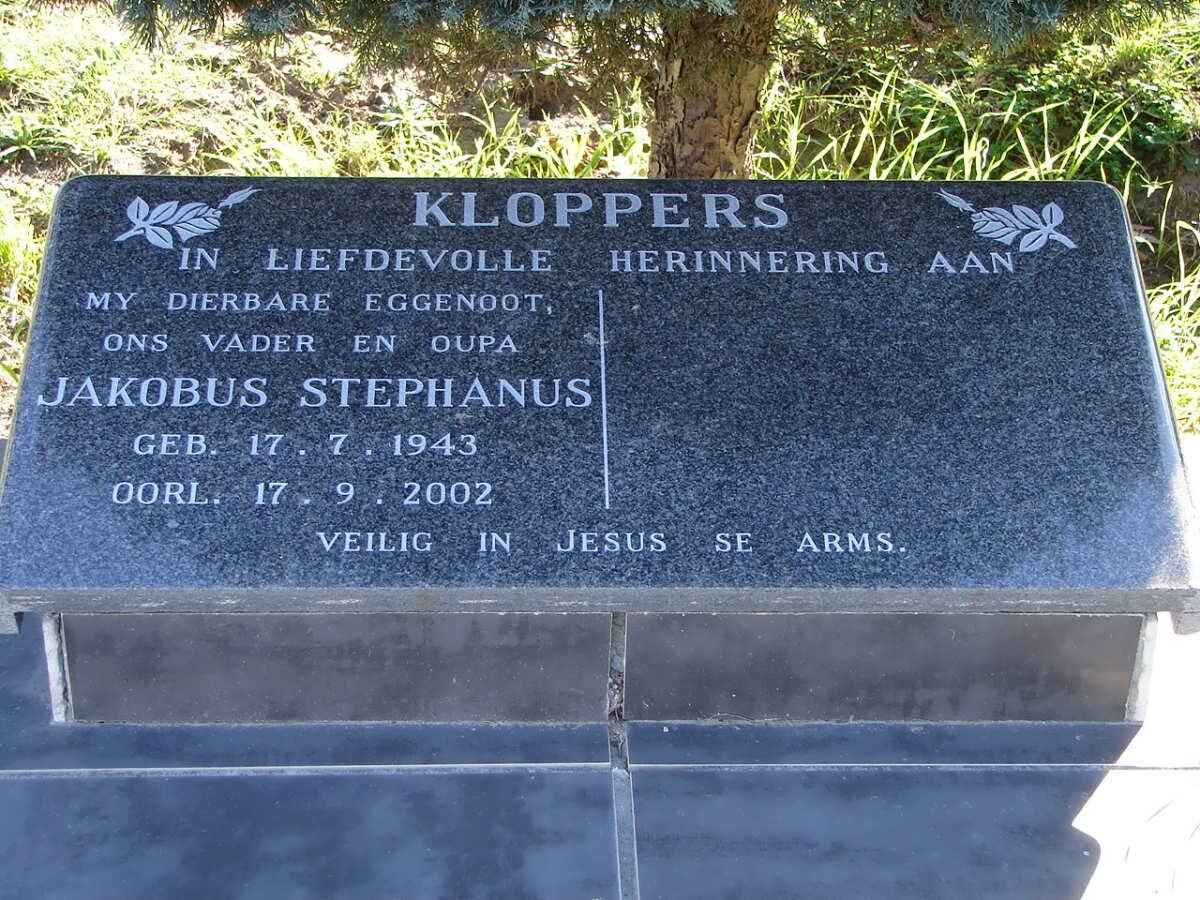 KLOPPERS
IN LIEFDEVOLLE HERINNERING AAN
MY DIERBARE EGGENOOT,
ONS VADER EN OUPA
JAKOBUS STEPHANUS
GEB. 17.7.1943
OORL. 17.9.2002
VEILIG IN JESUS SE ARMS.